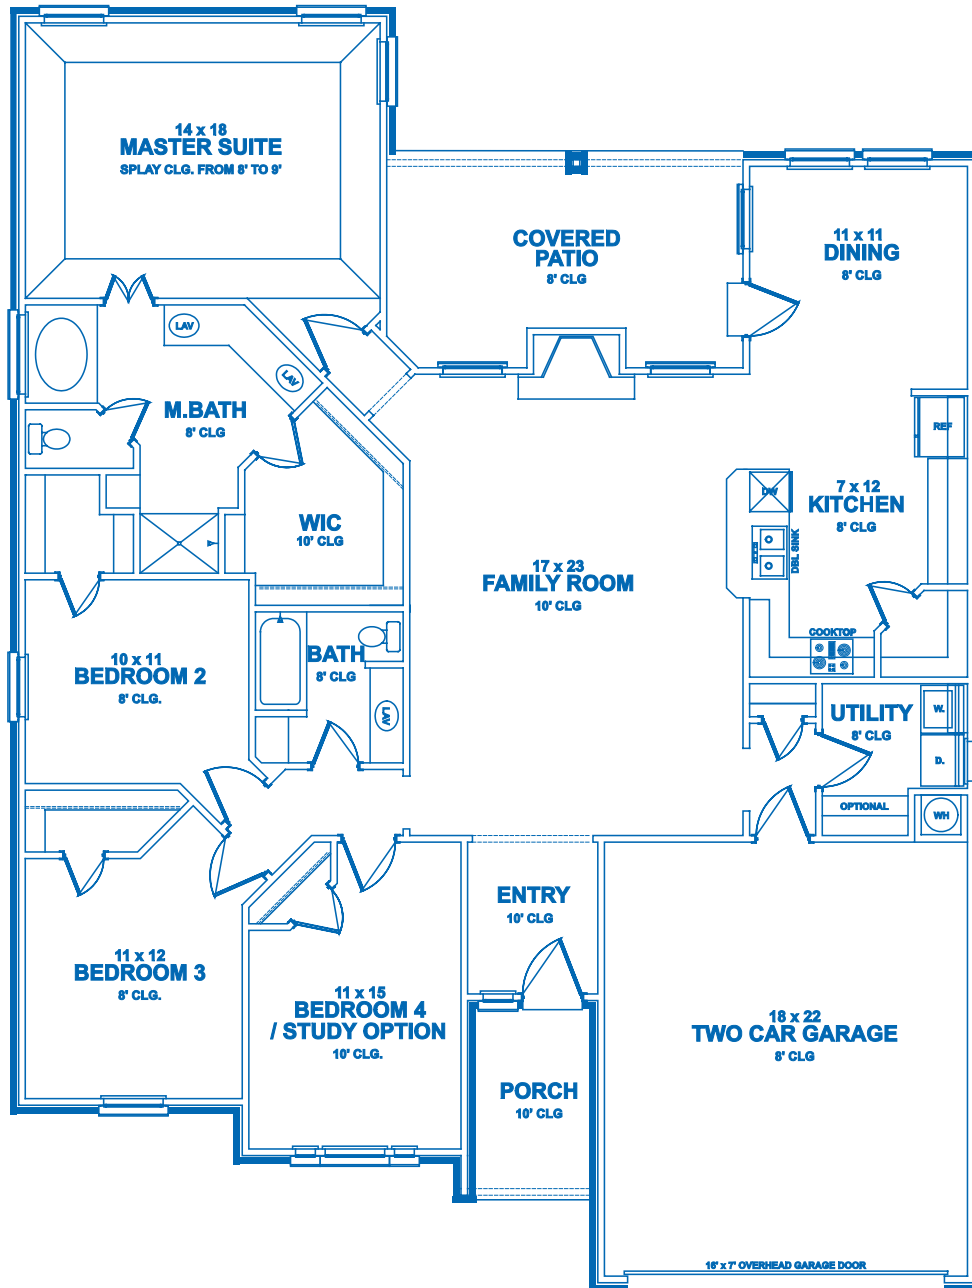 14 x 18
MASTER SUITE
SPLAY CLG. FROM 8' TO 9'
COVERED
PATIO
8' CLG
11 x 11
DINING
8' CLG
LAV
LAV
M.BATH
8' CLG
REF
WIC
10' CLG
7 x 12
KITCHEN
8' CLG
DW
DBL SINK
17 x 23
FAMILY ROOM
10' CLG
COOKTOP
10 x 11
BEDROOM 2
8' CLG.
BATH
8' CLG
LAV
UTILITY
8' CLG
W.
D.
OPTIONAL
WH
ENTRY
10' CLG
11 x 12
BEDROOM 3
8' CLG.
11 x 15
BEDROOM 4
/ STUDY OPTION
10' CLG.
18 x 22
TWO CAR GARAGE
8' CLG
PORCH
10' CLG
16' x 7' OVERHEAD GARAGE DOOR